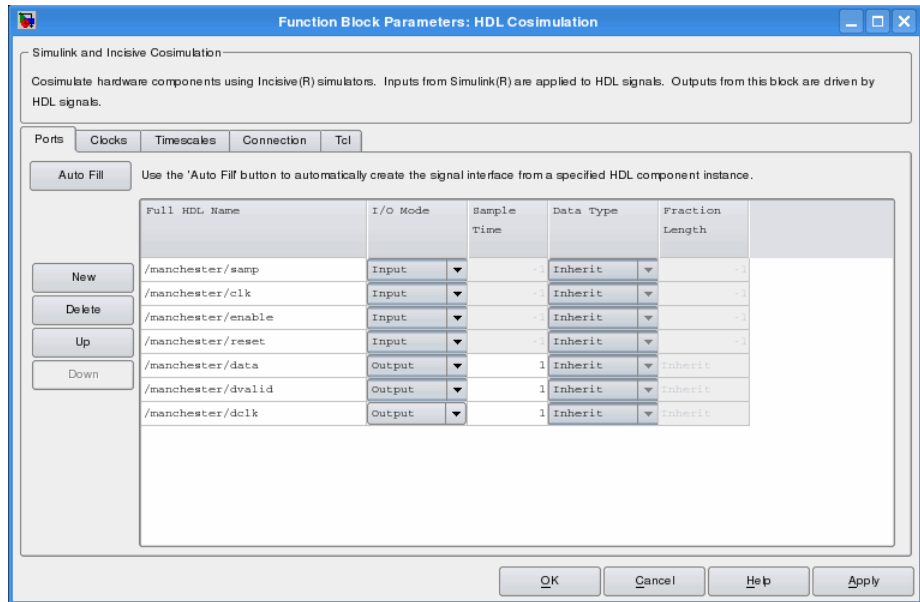 Function Block Parameters: HDL Cosimulation
Simulink and Incisive Cosimulation
Cosimulate hardware components using Incisive(R) simulators. Inputs from Simulink(R) are applied to HDL signals. Outputs from this block are driven by
HDL signals.
Ports Clocks Timescales Connection Tcl
Auto Fill Use the 'Auto Fill' button to automatically create the signal interface from a specified HDL component instance.
Full HDL Name I/O Mode Sample Time Data Type Fraction Length
New
Delete
Up
Down
/manchester/samp Input -1 Inherit -1
/manchester/clk Input -1 Inherit -1
/manchester/enable Input -1 Inherit -1
/manchester/reset Input -1 Inherit -1
/manchester/data Output 1 Inherit Inherit
/manchester/dvalid Output 1 Inherit Inherit
/manchester/dclk Output 1 Inherit Inherit
OK Cancel Help Apply